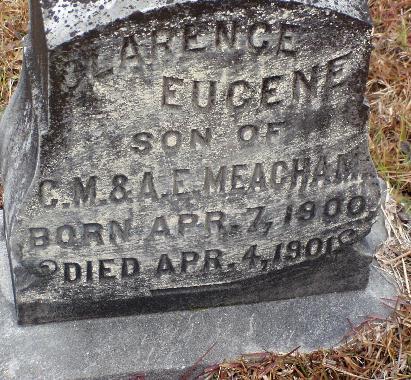 CLARENCE
EUGENE
SON OF
C.M. & A.E. MEACHAM
BORN APR. 7, 1900,
DIED APR. 4, 1901